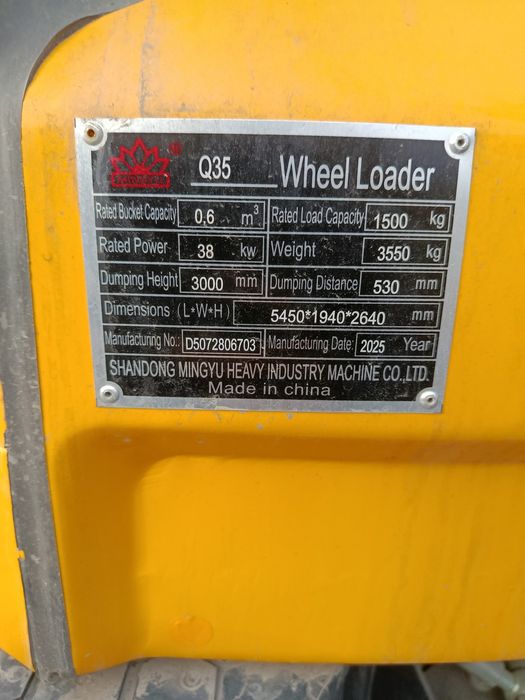 ® Q35 Wheel Loader
Rated Bucket Capacity 0.6 m³ Rated Load Capacity 1500 kg
Rated Power 38 kw Weight 3550 kg
Dumping Height 3000 mm Dumping Distance 530 mm
Dimensions (L*W*H) 5450*1940*2640 mm
Manufacturing No.: D5072806703 Manufacturing Date: 2025 Year
SHANDONG MINGYU HEAVY INDUSTRY MACHINE CO.,LTD.
Made in china